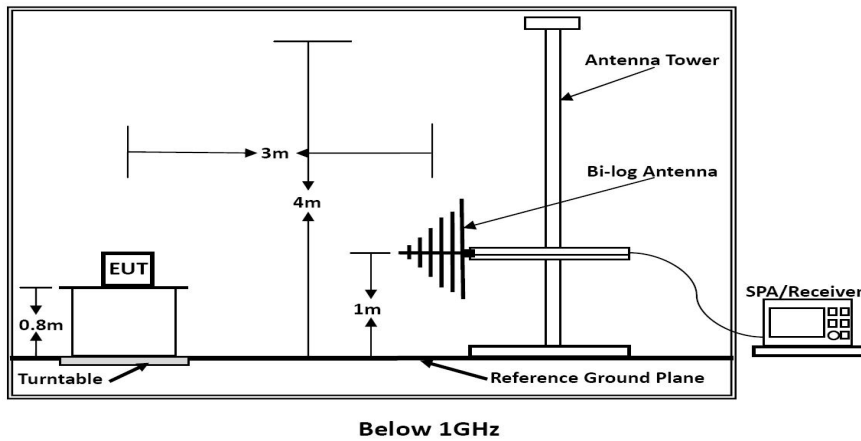 Antenna Tower
3m
Bi-log Antenna
4m
EUT
1m
SPA/Receiver
0.8m
Turntable
Reference Ground Plane
Below 1GHz